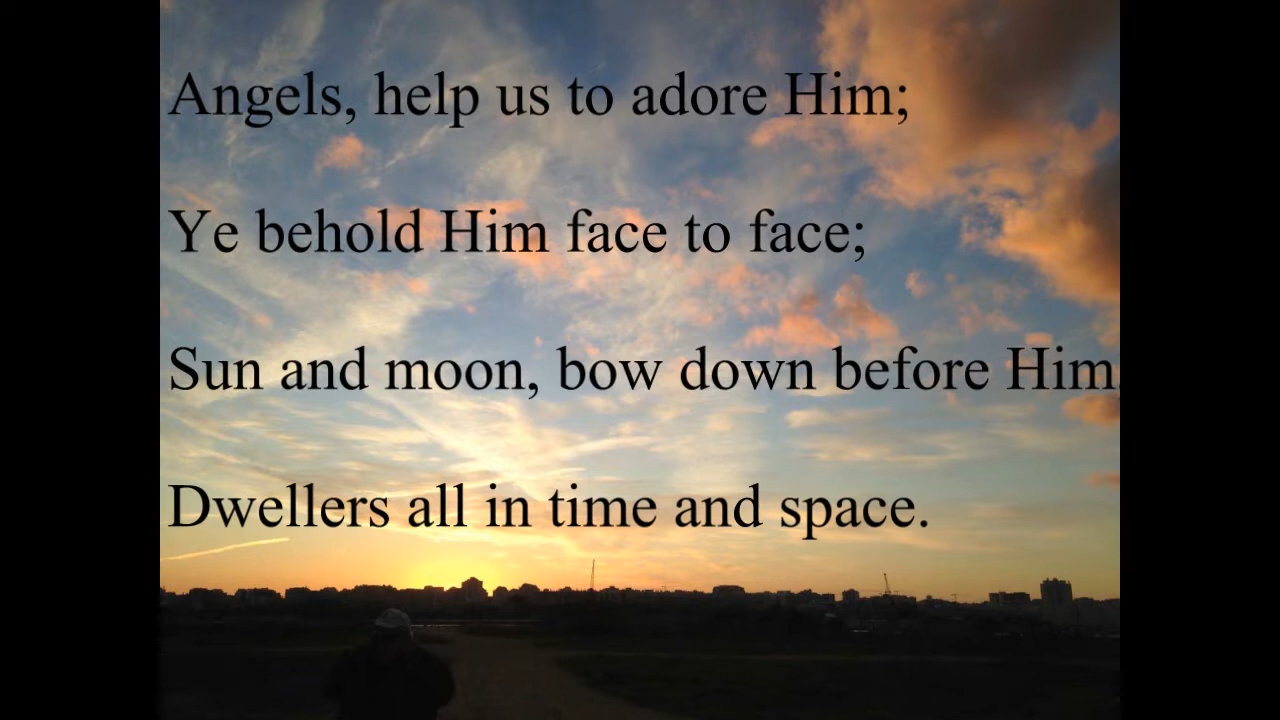 Angels, help us to adore Him;
Ye behold Him face to face;
Sun and moon, bow down before Him,
Dwellers all in time and space.